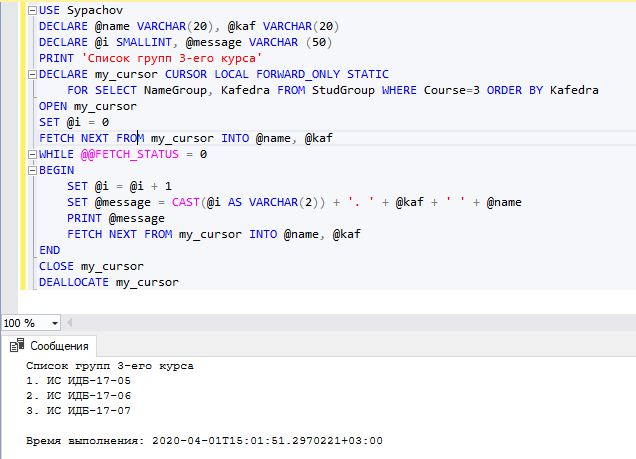 USE Sypachov
DECLARE @name VARCHAR(20), @kaf VARCHAR(20)
DECLARE @i SMALLINT, @message VARCHAR (50)
PRINT 'Список групп 3-его курса'
DECLARE my_cursor CURSOR LOCAL FORWARD_ONLY STATIC
    FOR SELECT NameGroup, Kafedra FROM StudGroup WHERE Course=3 ORDER BY Kafedra
OPEN my_cursor
SET @i = 0
FETCH NEXT FROM my_cursor INTO @name, @kaf
WHILE @@FETCH_STATUS = 0
BEGIN
    SET @i = @i + 1
    SET @message = CAST(@i AS VARCHAR(2)) + '. ' + @kaf + ' ' + @name
    PRINT @message
    FETCH NEXT FROM my_cursor INTO @name, @kaf
END
CLOSE my_cursor
DEALLOCATE my_cursor
100 %
Сообщения
Список групп 3-его курса
1. ИС ИДБ-17-05
2. ИС ИДБ-17-06
3. ИС ИДБ-17-07
Время выполнения: 2020-04-01T15:01:51.2970221+03:00